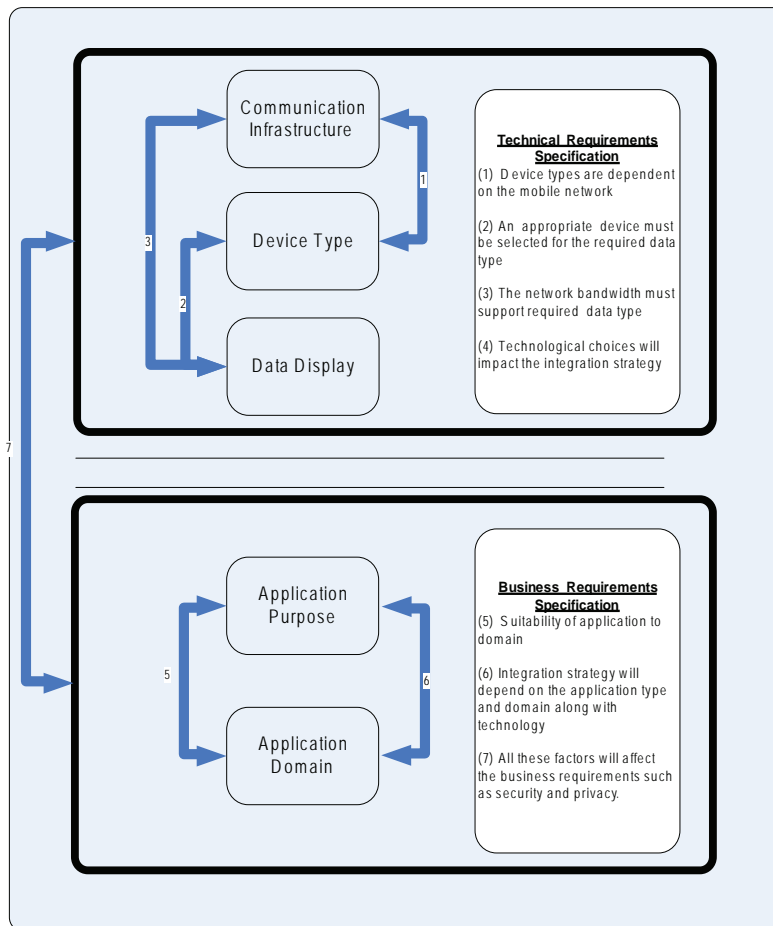 Communication
Infrastructure
1
Device Type
3
2
Data Display
Technical Requirements
Specification
(1) Device types are dependent
on the mobile network
(2) An appropriate device must
be selected for the required data
type
(3) The network bandwidth must
support required data type
(4) Technological choices will
impact the integration strategy
7
Application
Purpose
5
6
Application
Domain
Business Requirements
Specification
(5) Suitability of application to
domain
(6) Integration strategy will
depend on the application type
and domain along with
technology
(7) All these factors will affect
the business requirements such
as security and privacy.